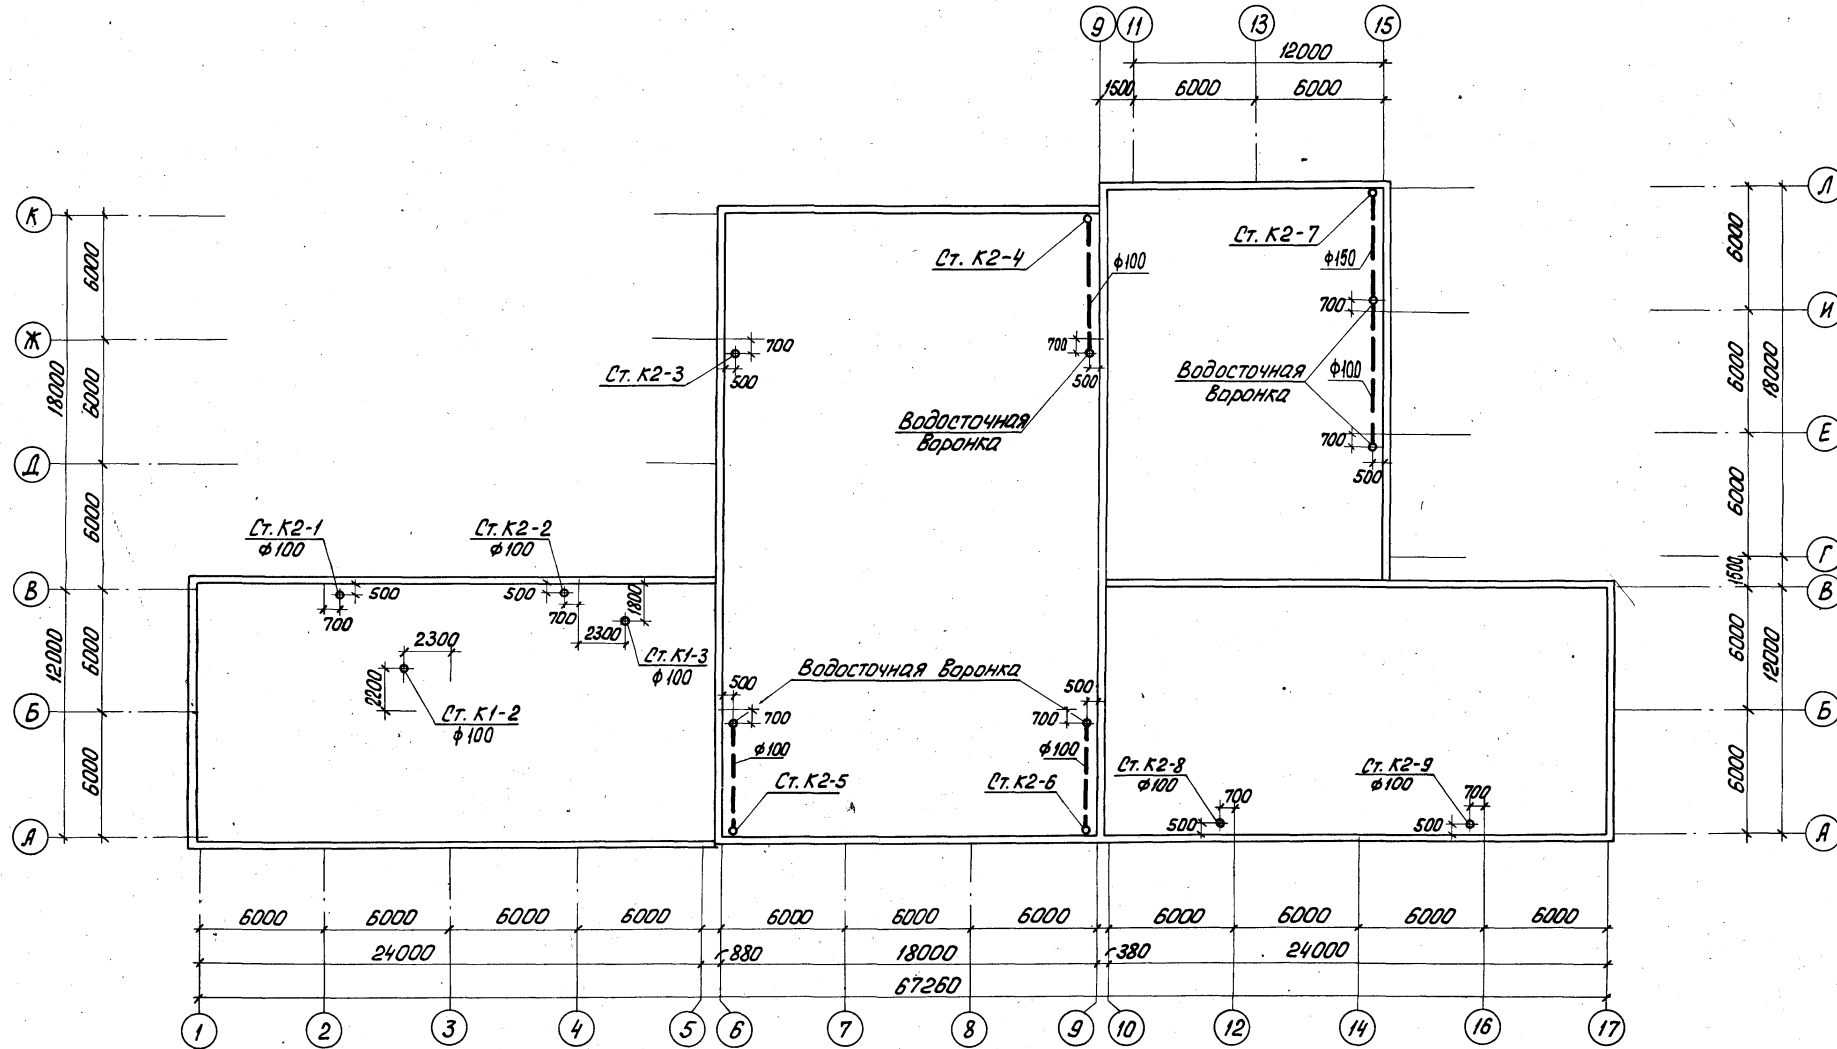 9 11 13 15
12000
1500 6000 6000
К
Л
6000
6000
Ст. К2-4
ф100
Ст. К2-7
ф150
700
И
Ж
700
700
Ст. К2-3
500
500
18000
6000
Водосточная
воронка
Водосточная
воронка
ф100
6000
18000
700
Е
500
Д
6000
6000
Ст. К2-1
ф100
Ст. К2-2
ф100
Г
1500
В
500
700
500
700
1800
2300
Ст. К1-3
ф100
В
12000
6000
2300
2200
Ст. К1-2
ф100
Водосточная воронка
500
700
500
700
6000
12000
Б
Б
6000
ф100
Ст. К2-5
ф100
Ст. К2-6
Ст. К2-8
ф100
700
500
Ст. К2-9
ф100
700
500
6000
А
А
6000 6000 6000 6000 6000 6000 6000 6000 6000 6000 6000
24000 880 18000 380 24000
67260
1 2 3 4 5 6 7 8 9 10 12 14 16 17